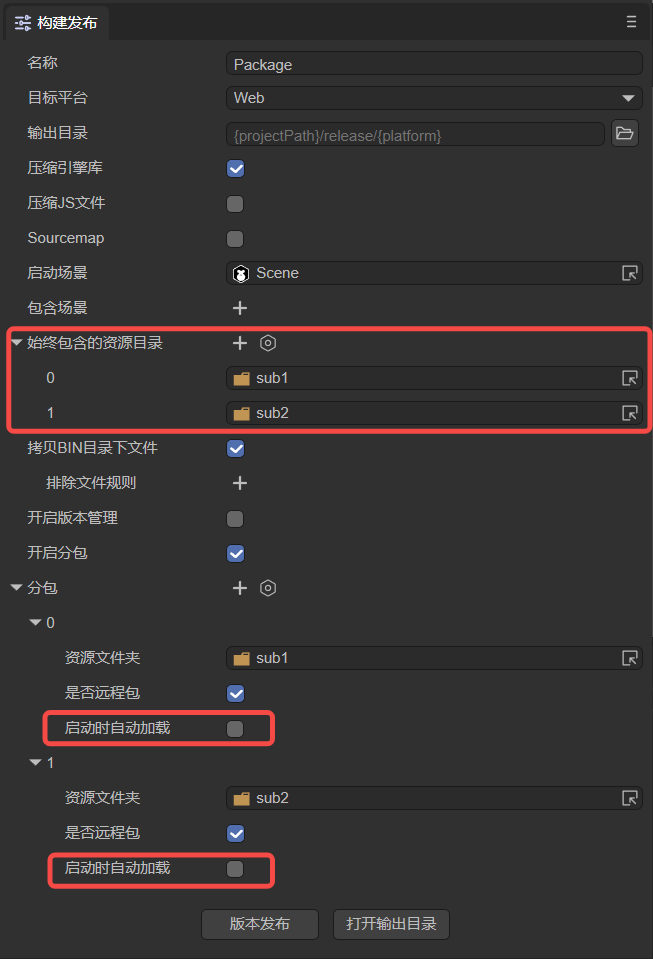 构建发布
名称 Package
目标平台 Web
输出目录 {projectPath}/release/{platform}
压缩引擎库
压缩JS文件
Sourcemap
启动场景 Scene
包含场景
始终包含的资源目录
0 sub1
1 sub2
拷贝BIN目录下文件
排除文件规则
开启版本管理
开启分包
分包
0
资源文件夹 sub1
是否远程包
启动时自动加载
1
资源文件夹 sub2
是否远程包
启动时自动加载
版本发布 打开输出目录